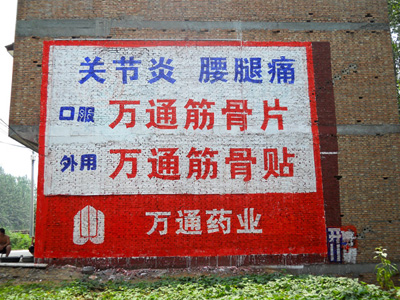 关节炎 腰腿痛
口服 万通筋骨片
外用 万通筋骨贴
万通药业